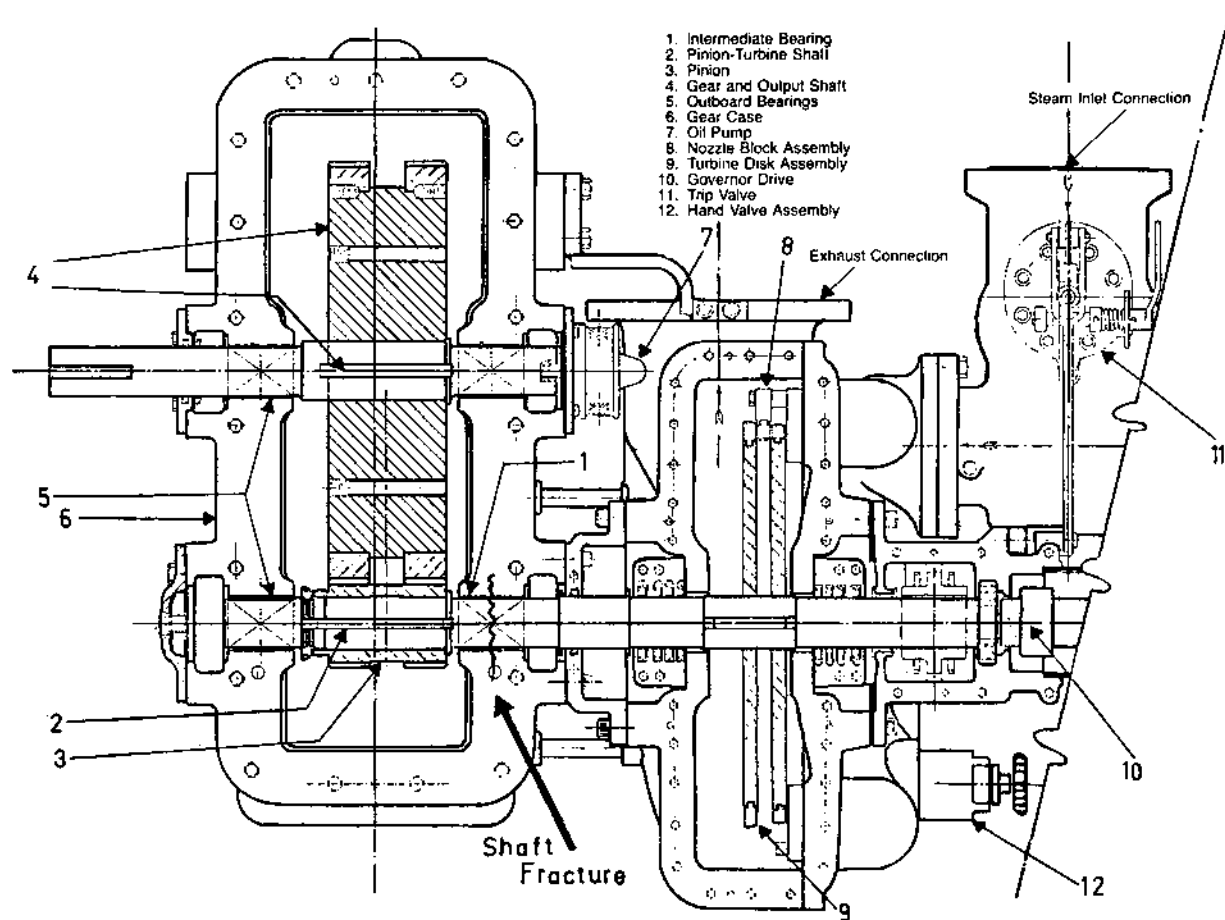 1. Intermediate Bearing
2. Pinion-Turbine Shaft
3. Pinion
4. Gear and Output Shaft
5. Outboard Bearings
6. Gear Case
7. Oil Pump
8. Nozzle Block Assembly
9. Turbine Disk Assembly
10. Governor Drive
11. Trip Valve
12. Hand Valve Assembly
Steam Inlet Connection
7
8
Exhaust Connection
4
11
1
5
6
2
3
10
Shaft
Fracture
12
9